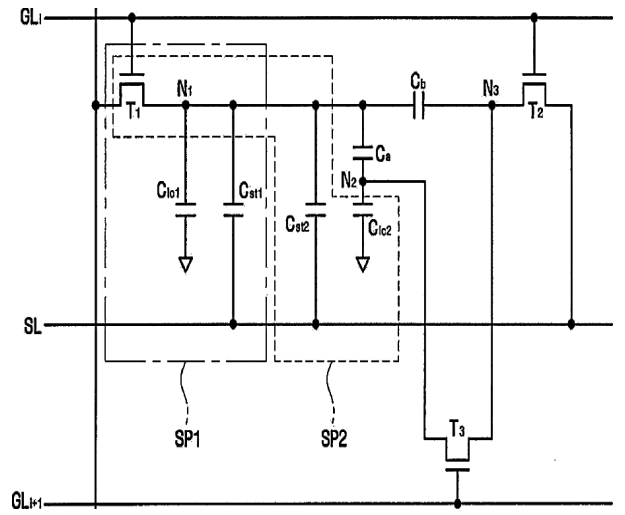 GLi
T1
N1
Cb
N3
T2
Ca
N2
Clc1
Cst1
Cst2
Clc2
SL
SP1
SP2
T3
GLi+1